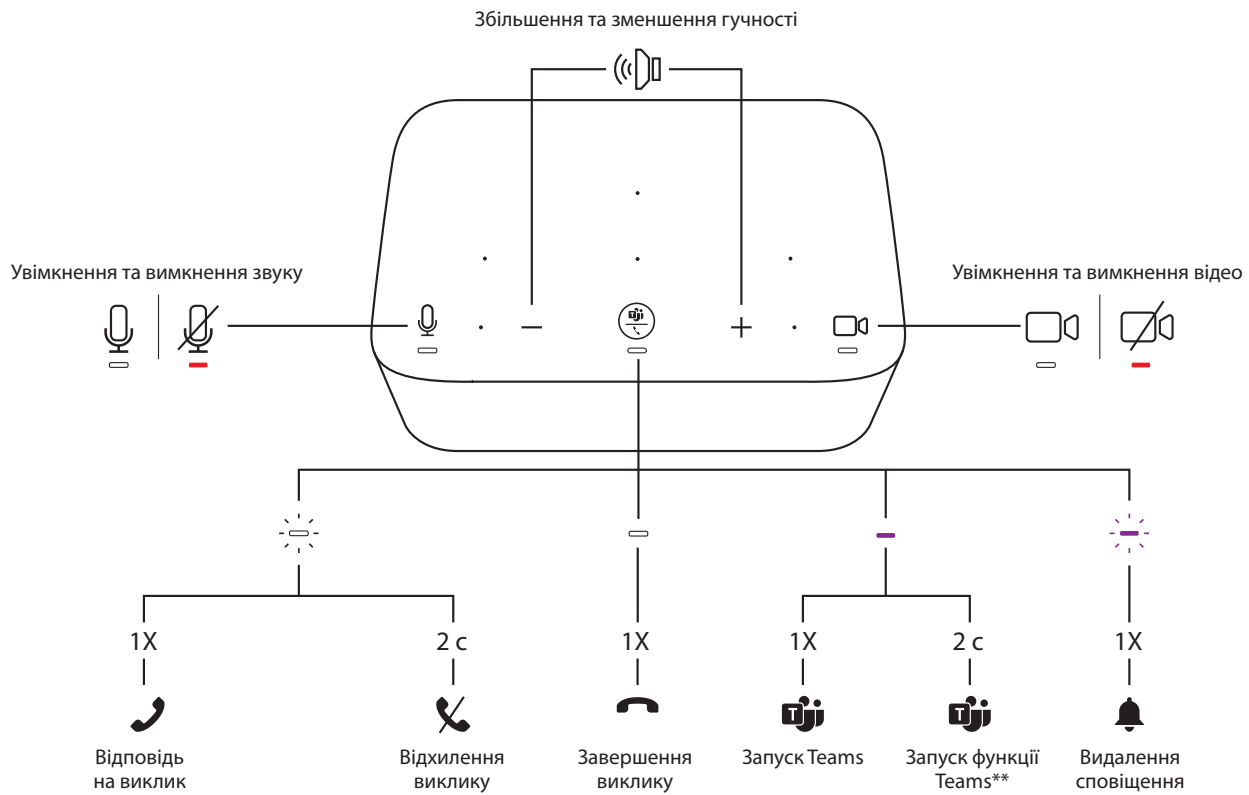 Збільшення та зменшення гучності
Увімкнення та вимкнення звуку
Увімкнення та вимкнення відео
1X
2 с
1X
1X
2 с
1X
Відповідь
на виклик
Відхилення
виклику
Завершення
виклику
Запуск Teams
Запуск функції
Teams**
Видалення
сповіщення